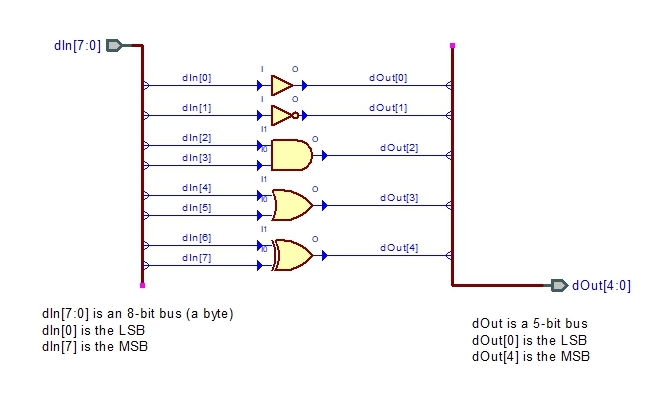 dIn[7:0]
I O
dIn[0] dOut[0]
I O
dIn[1] dOut[1]
I1
dIn[2] O
I0 dOut[2]
dIn[3]
I1
dIn[4] O
I0 dOut[3]
dIn[5]
I1
dIn[6] O
I0 dOut[4]
dIn[7]
dOut[4:0]
dIn[7:0] is an 8-bit bus (a byte)
dIn[0] is the LSB
dIn[7] is the MSB
dOut is a 5-bit bus
dOut[0] is the LSB
dOut[4] is the MSB